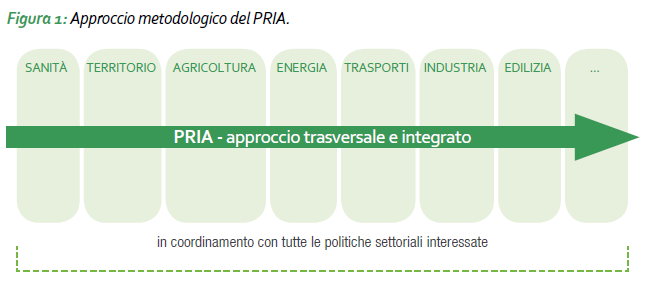 Figura 1: Approccio metodologico del PRIA.
SANITÀ TERRITORIO AGRICOLTURA ENERGIA TRASPORTI INDUSTRIA EDILIZIA ...
PRIA - approccio trasversale e integrato
in coordinamento con tutte le politiche settoriali interessate